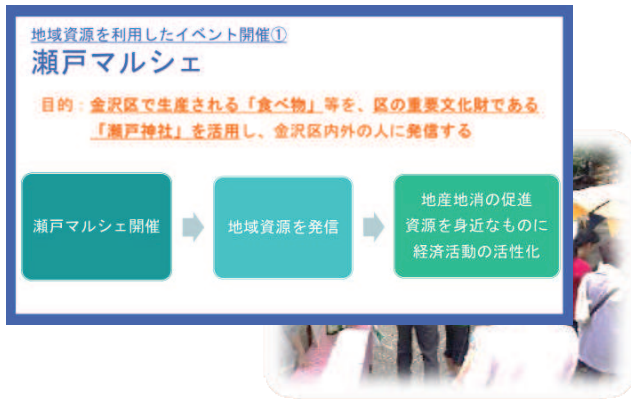 地域資源を利用したイベント開催①
瀬戸マルシェ
目的：金沢区で生産される「食べ物」等を、区の重要文化財である
「瀬戸神社」を活用し、金沢区内外の人に発信する
瀬戸マルシェ開催
地域資源を発信
地産地消の促進
資源を身近なものに
経済活動の活性化